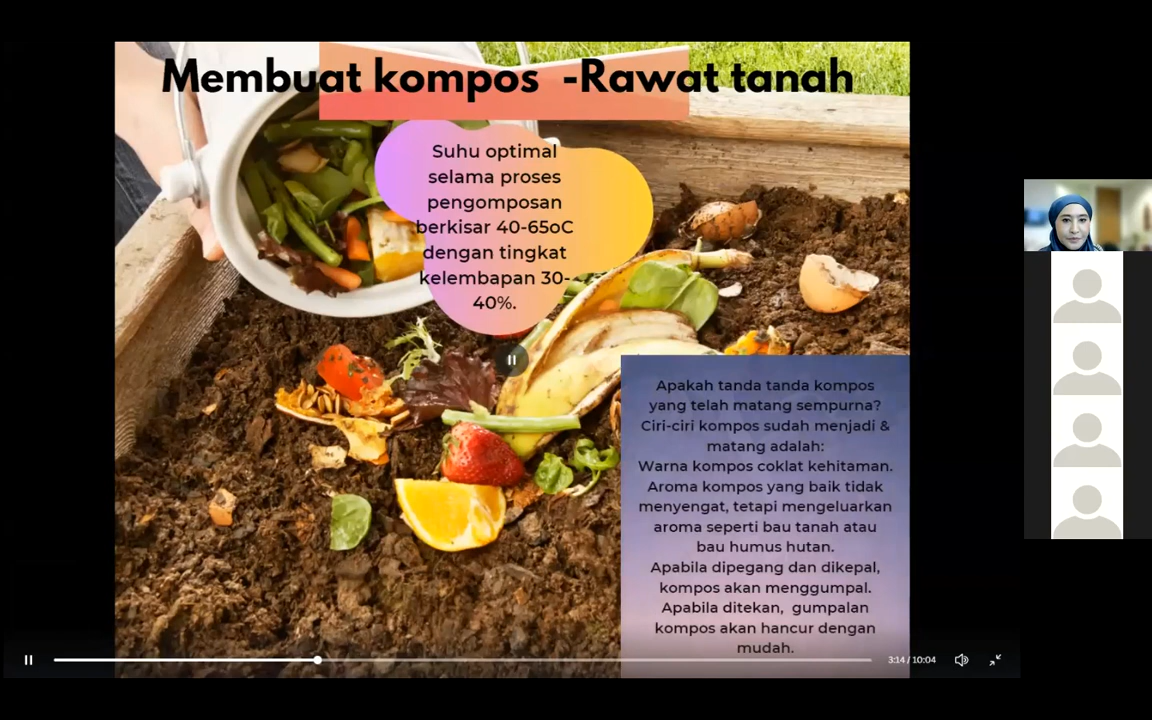 Membuat kompos -Rawat tanah
Suhu optimal
selama proses
pengomposan
berkisar 40-65oC
dengan tingkat
kelembapan 30-
40%.
Apakah tanda tanda kompos
yang telah matang sempurna?
Ciri-ciri kompos sudah menjadi &
matang adalah:
Warna kompos coklat kehitaman.
Aroma kompos yang baik tidak
menyengat, tetapi mengeluarkan
aroma seperti bau tanah atau
bau humus hutan.
Apabila dipegang dan dikepal,
kompos akan menggumpal.
Apabila ditekan, gumpalan
kompos akan hancur dengan
mudah.
3:14/10:04